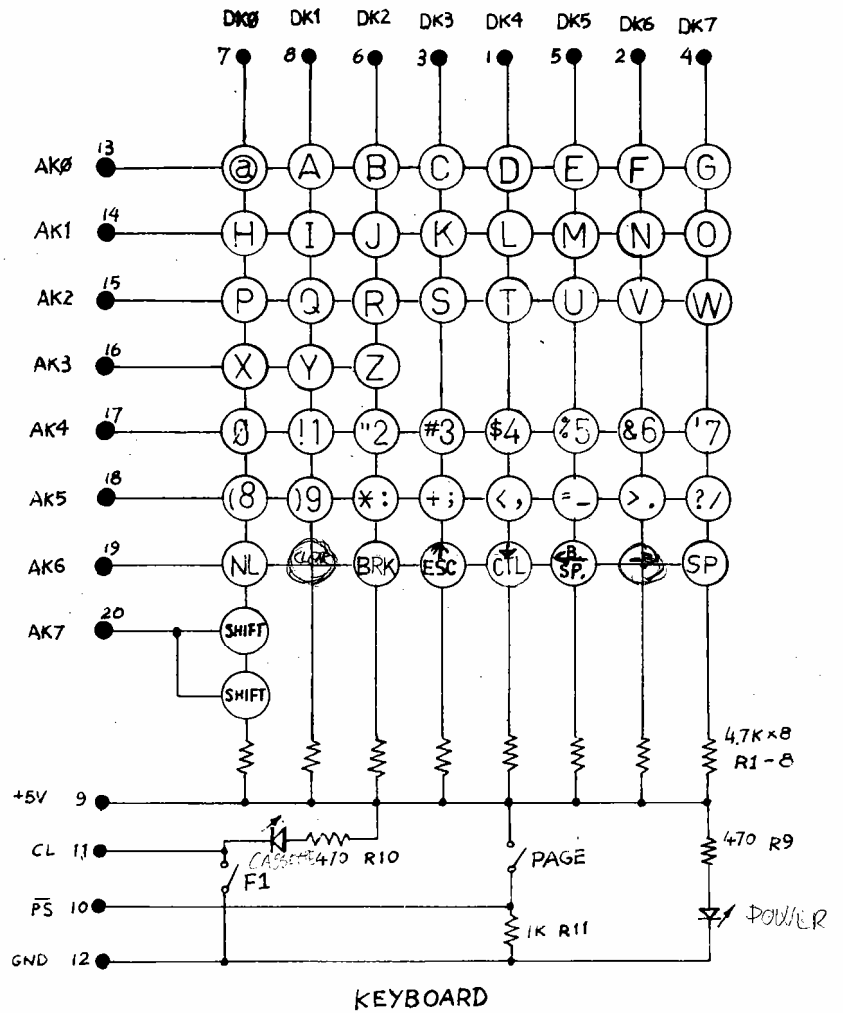 DKØ DK1 DK2 DK3 DK4 DK5 DK6 DK7
7 8 6 3 1 5 2 4
AKØ 13 @ A B C D E F G
AK1 14 H I J K L M N O
AK2 15 P Q R S T U V W
AK3 16 X Y Z
AK4 17 0 !1 "2 #3 $4 %5 &6 '7
AK5 18 (8 )9 *: +; <, =- >. ?/
AK6 19 NL CLEAR BRK ↑ ESC ↓ CTL ← B SP. → SP
AK7 20 SHIFT
SHIFT
4.7K×8
R1-8
+5V 9
CL 11 CASSETTE 470 R10 PAGE 470 R9
F1
P̅S̅ 10 1K R11 POWER
GND 12
KEYBOARD